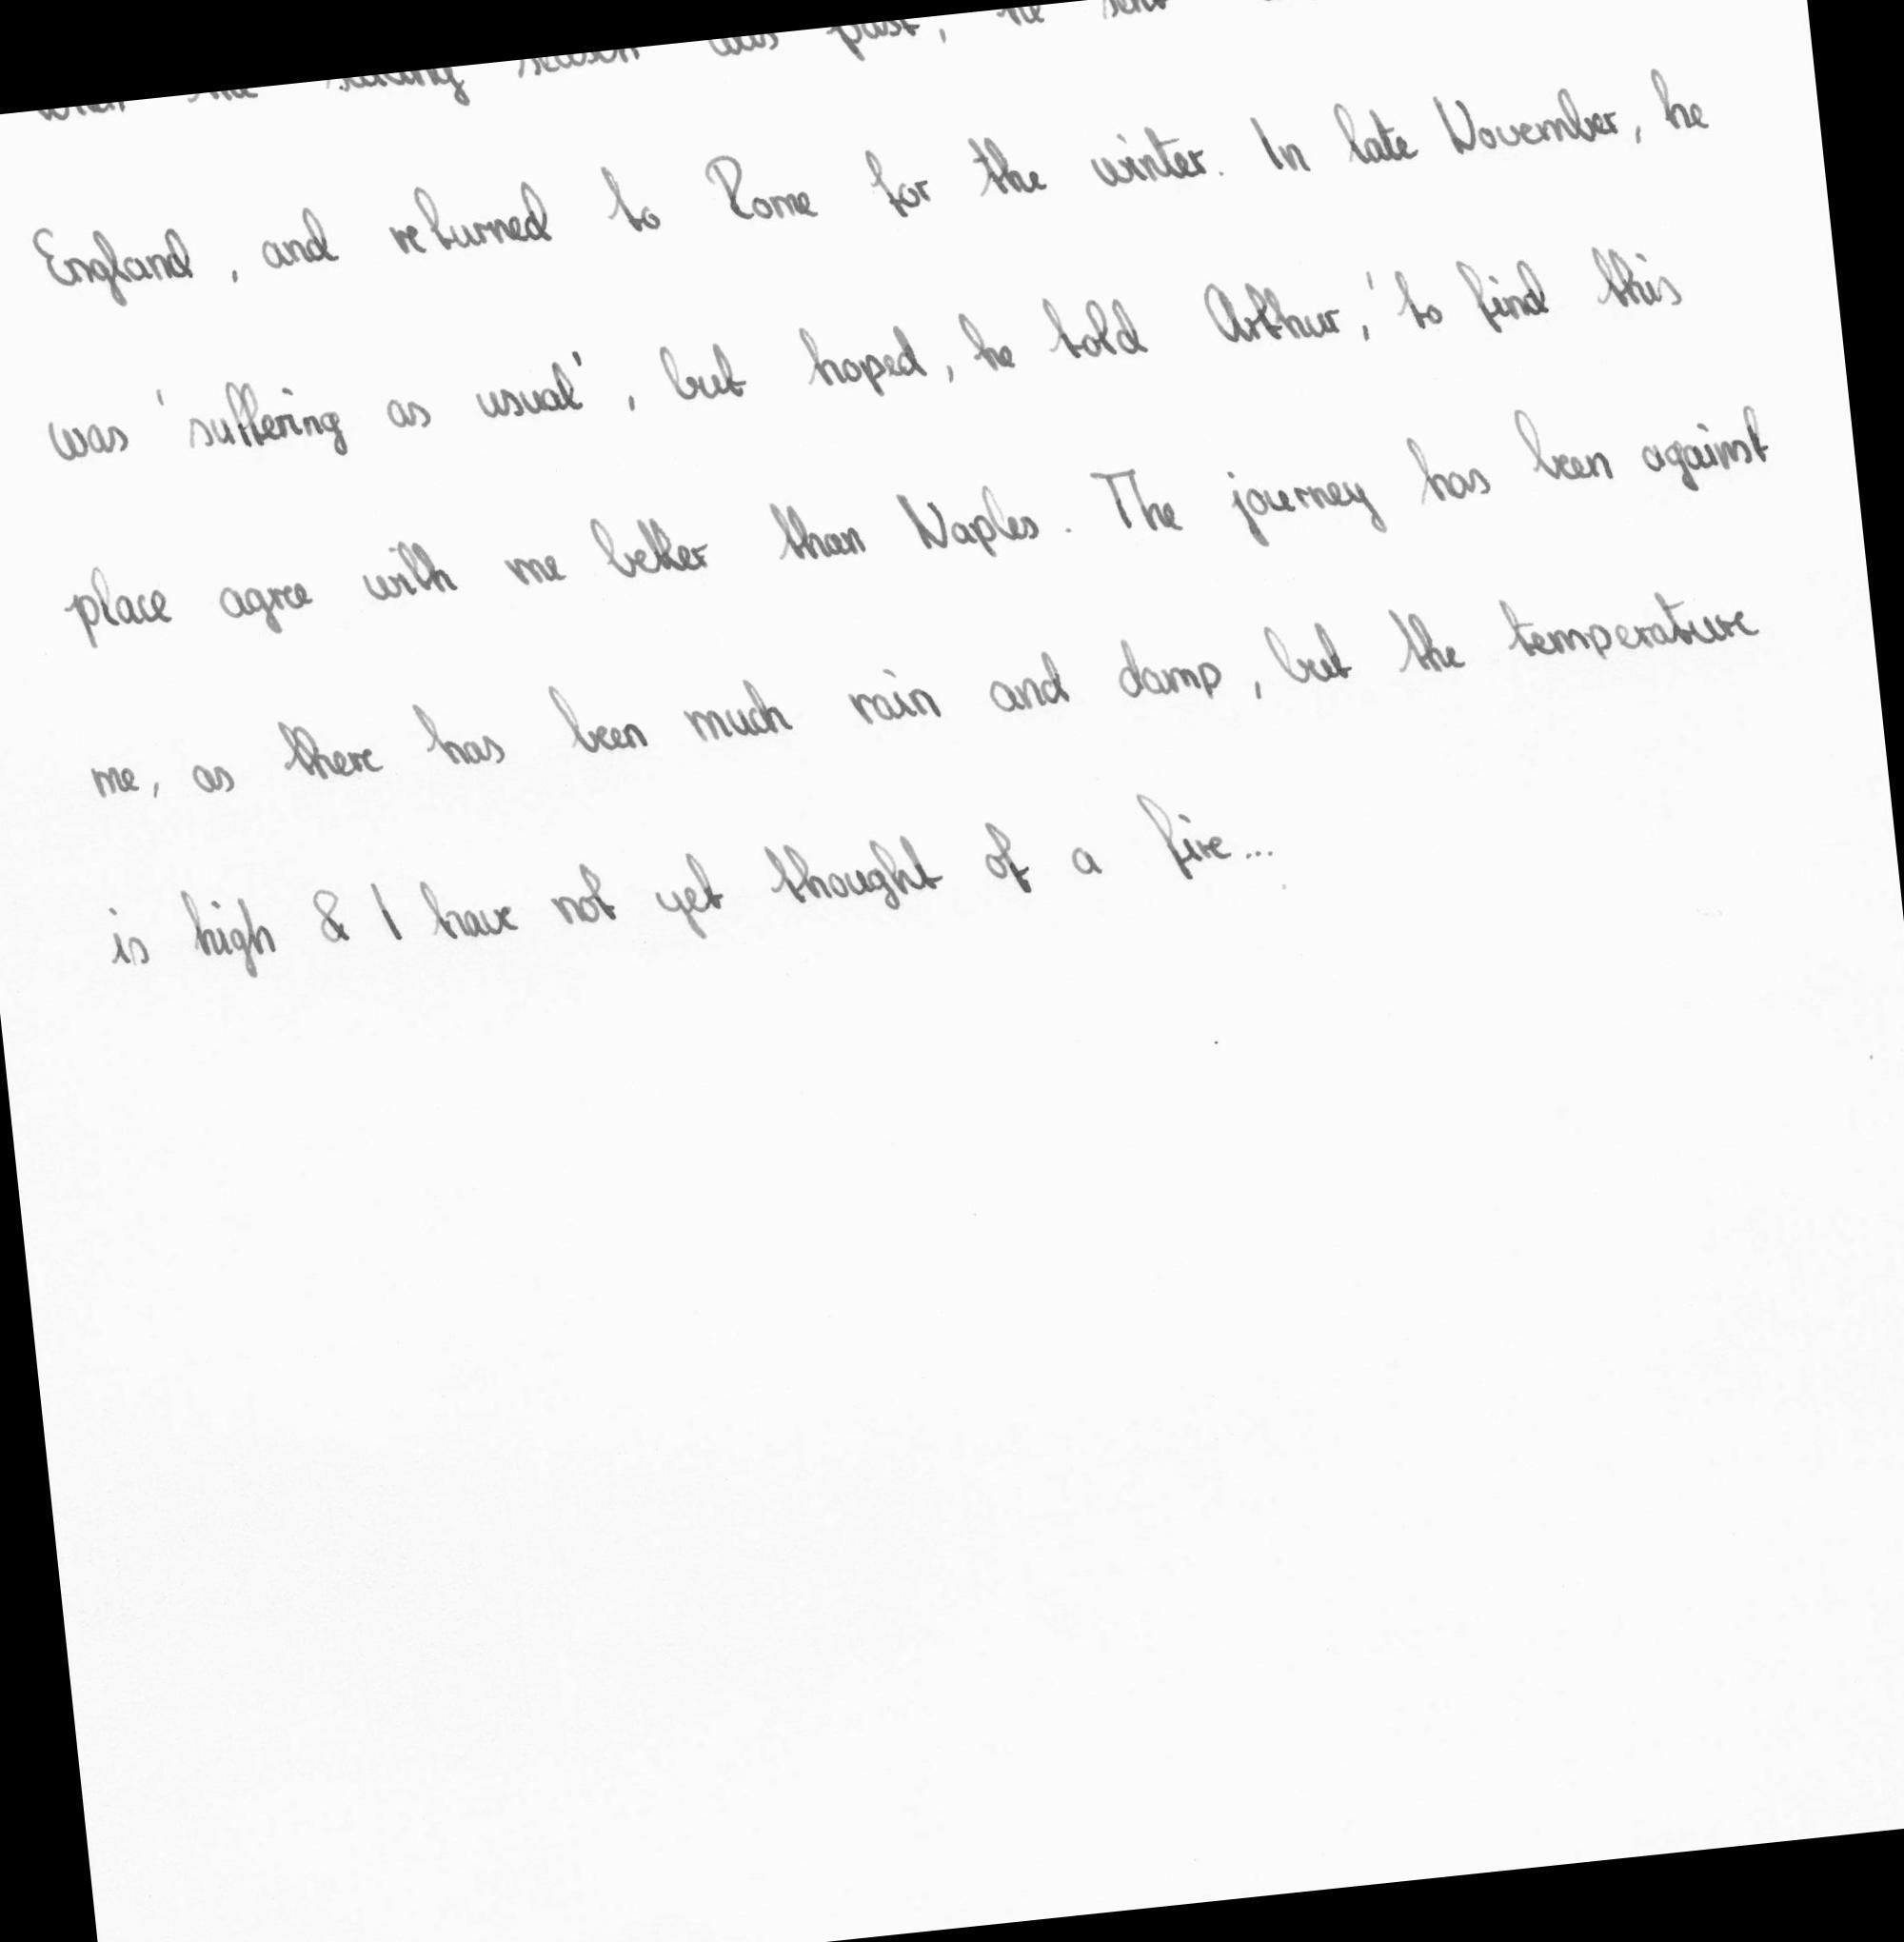 when the sailing season was past, he sent
England, and returned to Rome for the winter. In late November, he
was 'suffering as usual', but hoped, he told Arthur, 'to find this
place agree with me better than Naples. The journey has been against
me, as there has been much rain and damp, but the temperature
is high & I have not yet thought of a fire...